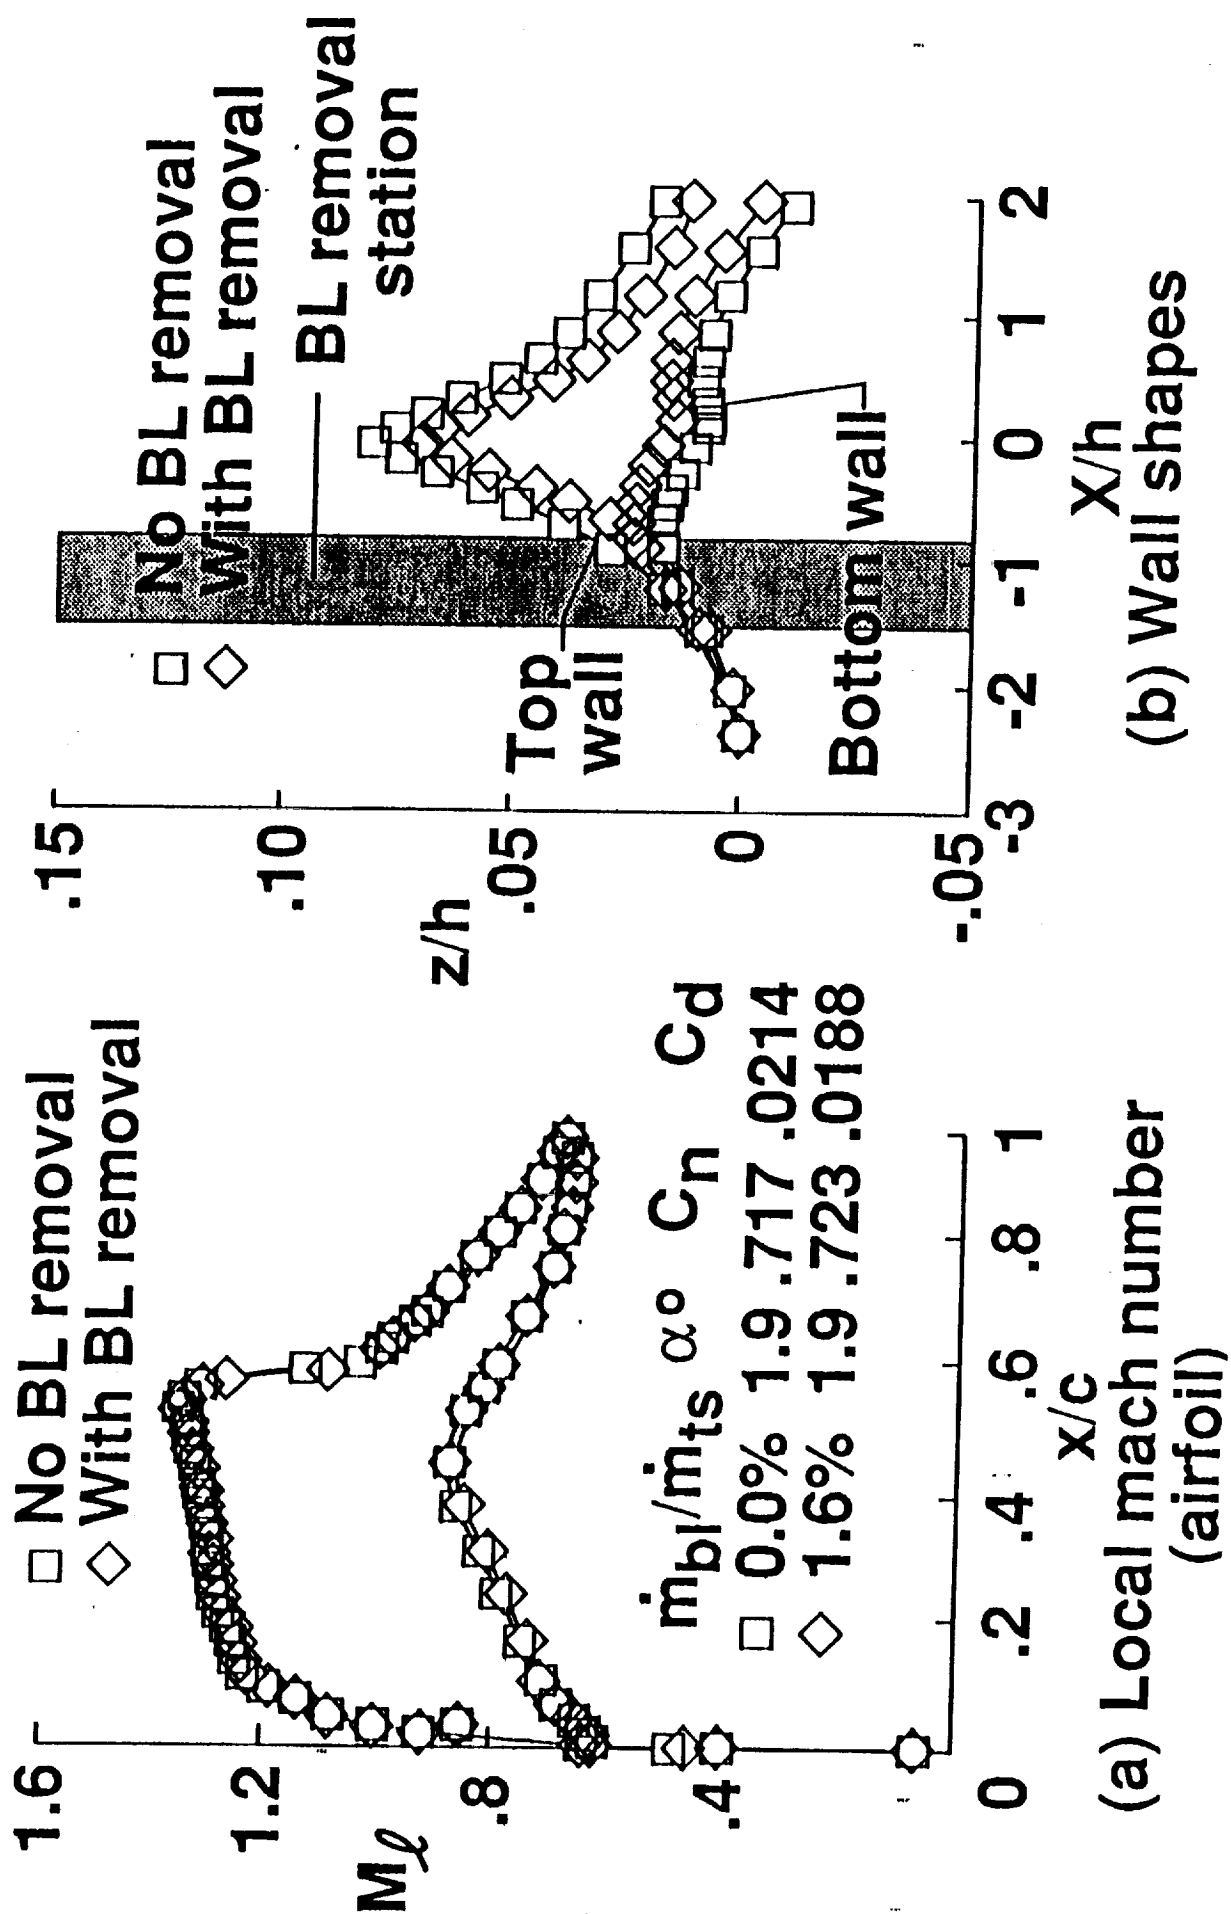 □ No BL removal
◇ With BL removal
1.6
1.2
.8
.4
M ℓ
ṁbl/ṁts α° Cn Cd
□ 0.0% 1.9 .717 .0214
◇ 1.6% 1.9 .723 .0188
0 .2 .4 .6 .8 1
x/c
(a) Local mach number
(airfoil)
□ No BL removal
◇ With BL removal
BL removal
station
.15
.10
.05
0
-.05
z/h
Top
wall
Bottom wall
-3 -2 -1 0 1 2
X/h
(b) Wall shapes